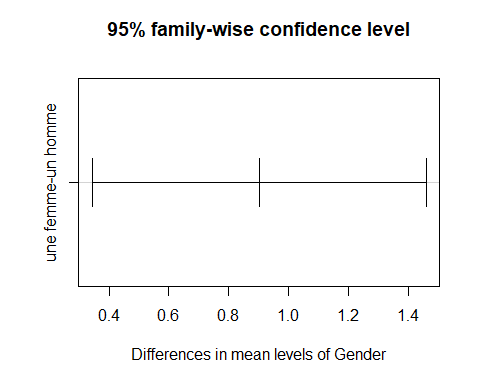 95% family-wise confidence level
une femme-un homme
0.4 0.6 0.8 1.0 1.2 1.4
Differences in mean levels of Gender